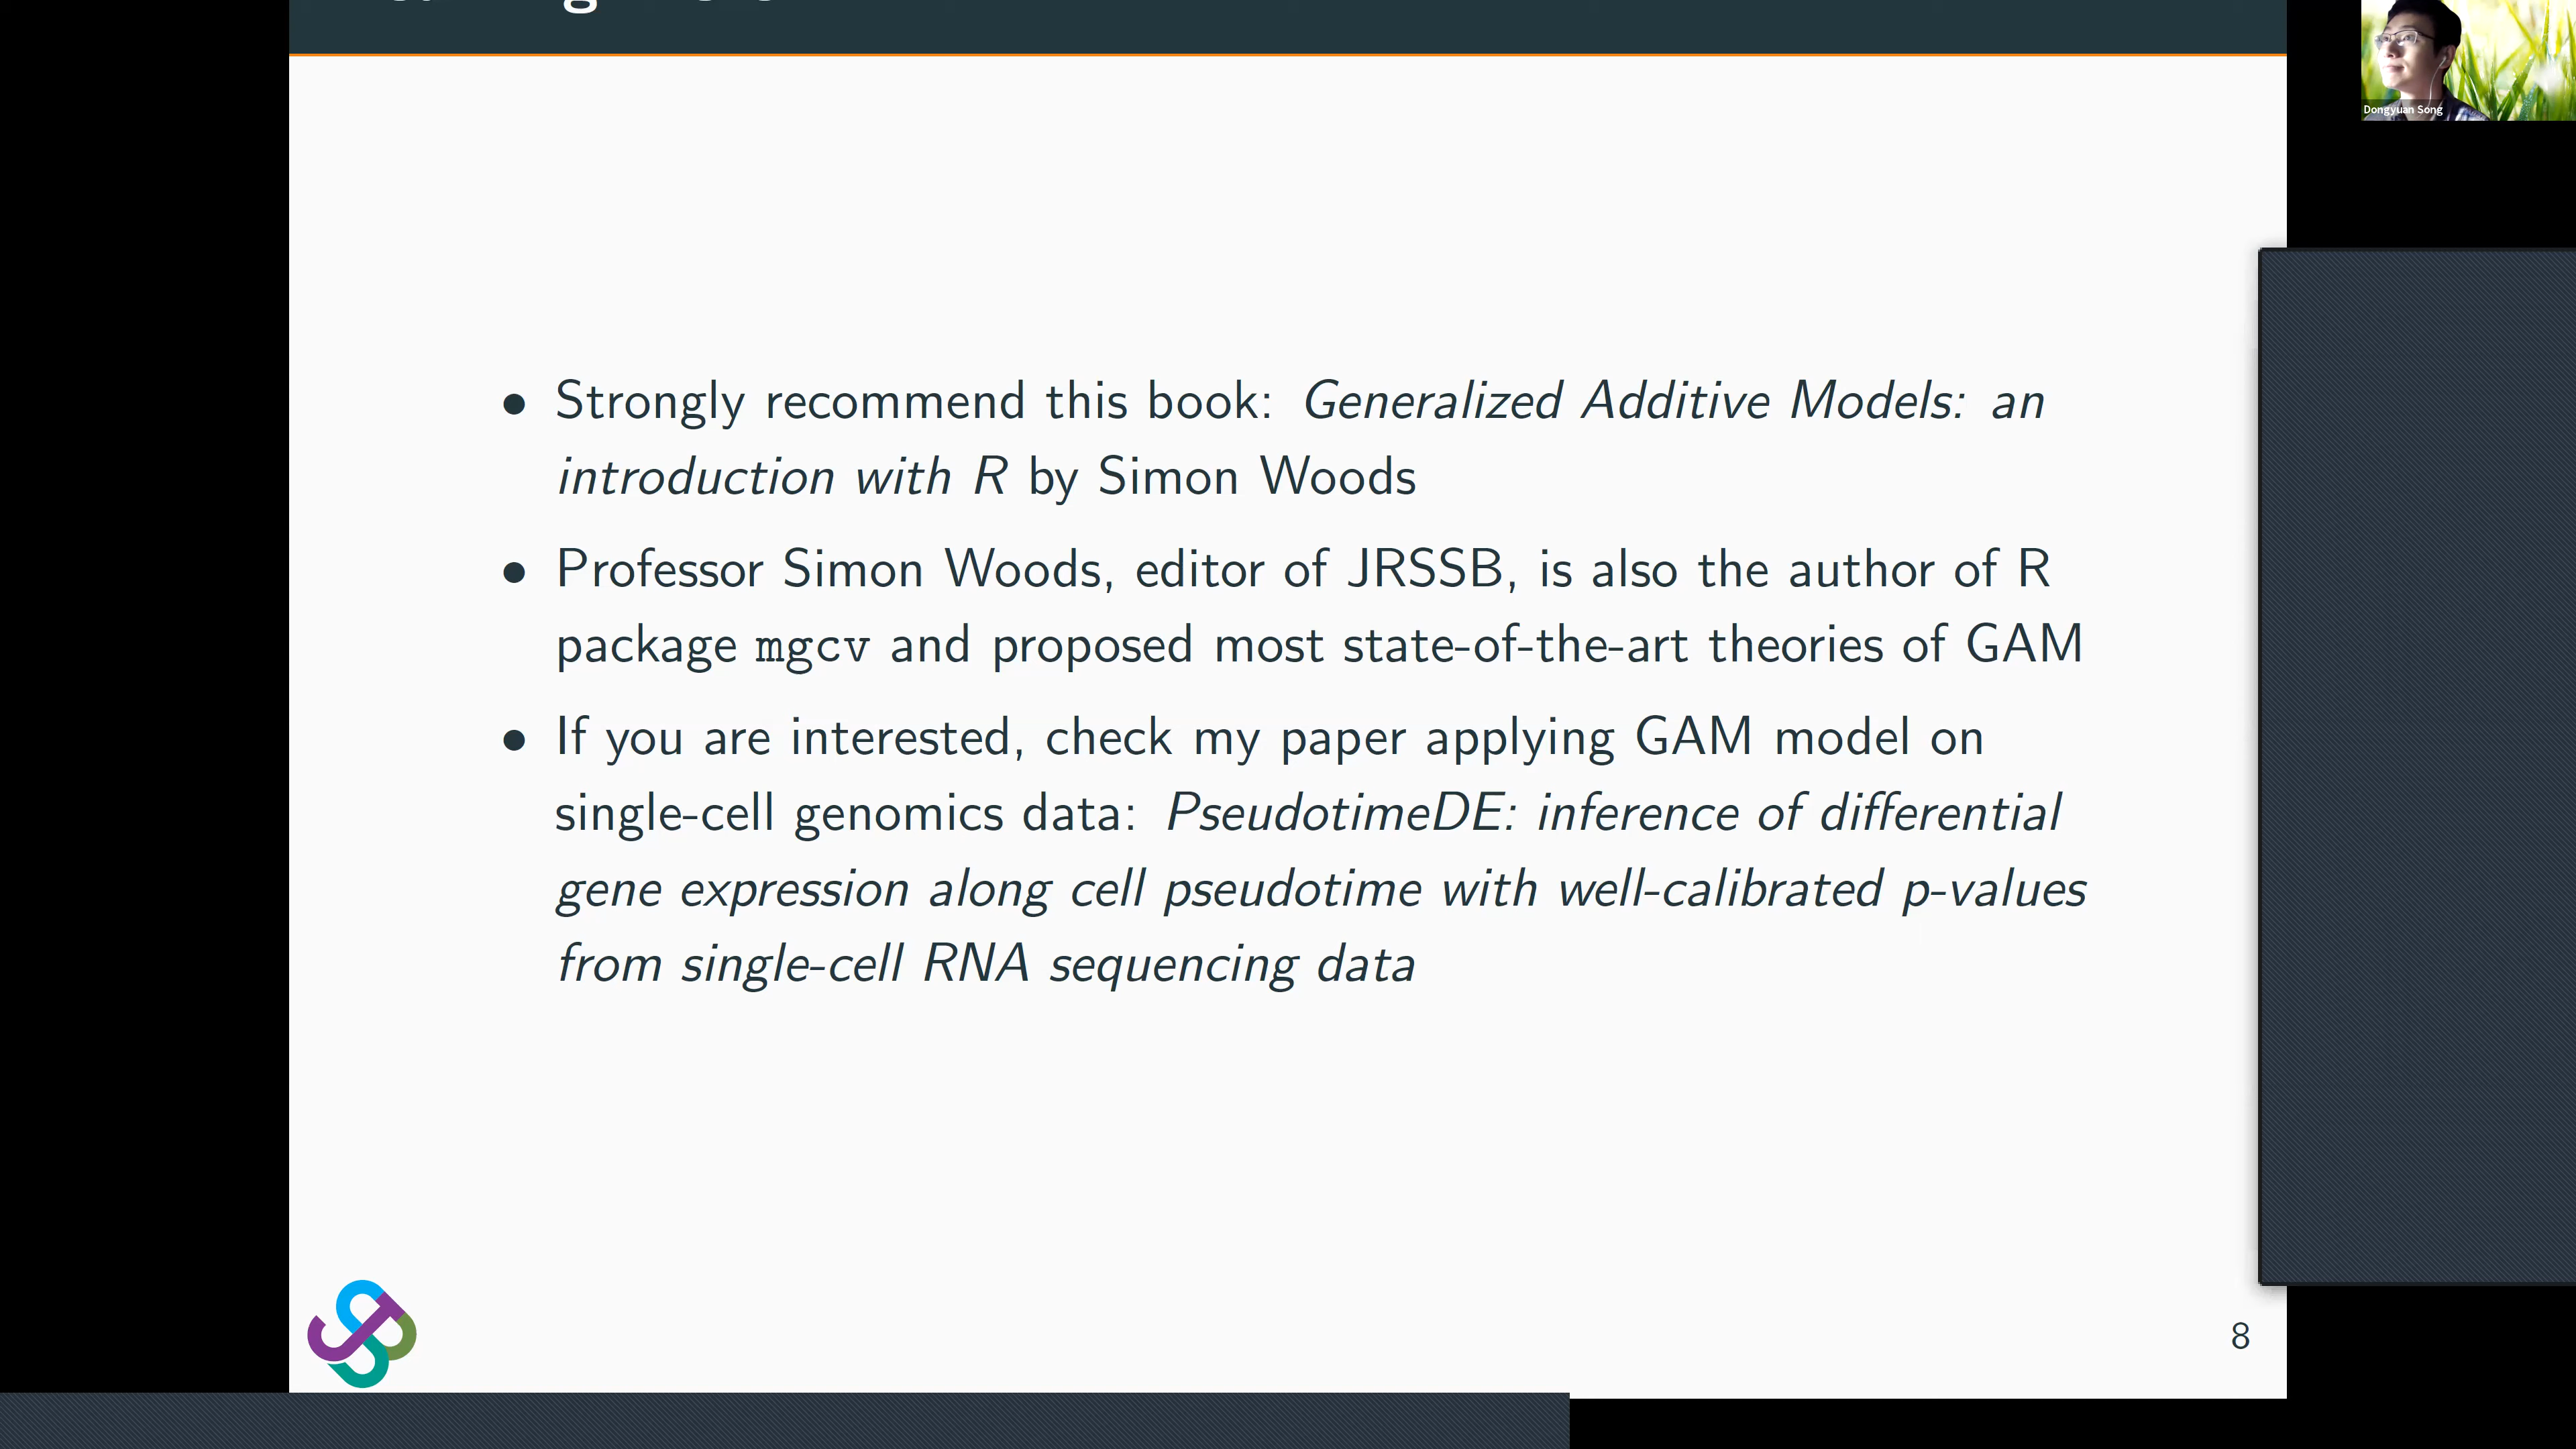 Dongyuan Song
• Strongly recommend this book: Generalized Additive Models: an
introduction with R by Simon Woods
• Professor Simon Woods, editor of JRSSB, is also the author of R
package mgcv and proposed most state-of-the-art theories of GAM
• If you are interested, check my paper applying GAM model on
single-cell genomics data: PseudotimeDE: inference of differential
gene expression along cell pseudotime with well-calibrated p-values
from single-cell RNA sequencing data
8